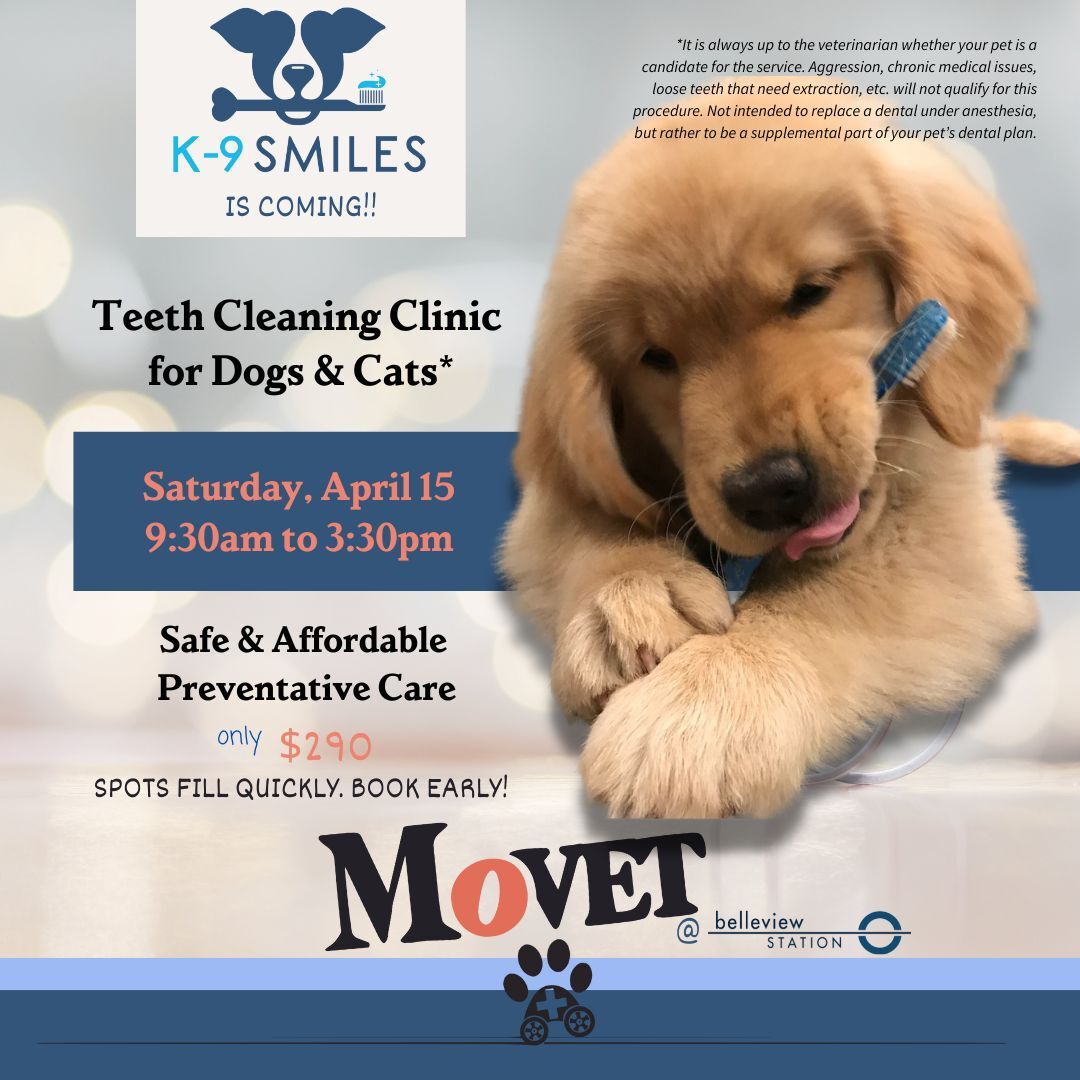 K-9 SMILES
IS COMING!!
*It is always up to the veterinarian whether your pet is a
candidate for the service. Aggression, chronic medical issues,
loose teeth that need extraction, etc. will not qualify for this
procedure. Not intended to replace a dental under anesthesia,
but rather to be a supplemental part of your pet's dental plan.
Teeth Cleaning Clinic
for Dogs & Cats*
Saturday, April 15
9:30am to 3:30pm
Safe & Affordable
Preventative Care
only $290
SPOTS FILL QUICKLY. BOOK EARLY!
MOVET
@ belleview
STATION